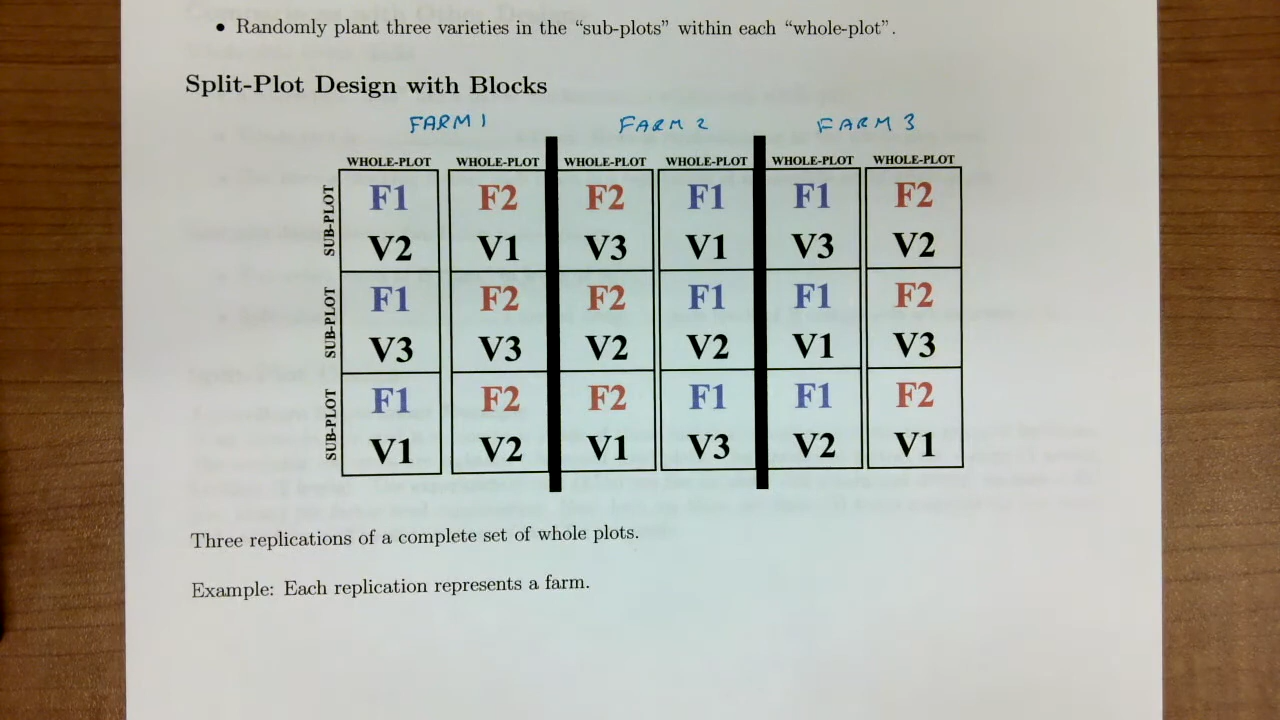 • Randomly plant three varieties in the “sub-plots” within each “whole-plot”.
Split-Plot Design with Blocks
FARM 1 FARM 2 FARM 3
WHOLE-PLOT WHOLE-PLOT WHOLE-PLOT WHOLE-PLOT WHOLE-PLOT WHOLE-PLOT
SUB-PLOT
F1 F2 F2 F1 F1 F2
V2 V1 V3 V1 V3 V2
SUB-PLOT
F1 F2 F2 F1 F1 F2
V3 V3 V2 V2 V1 V3
SUB-PLOT
F1 F2 F2 F1 F1 F2
V1 V2 V1 V3 V2 V1
Three replications of a complete set of whole plots.
Example: Each replication represents a farm.